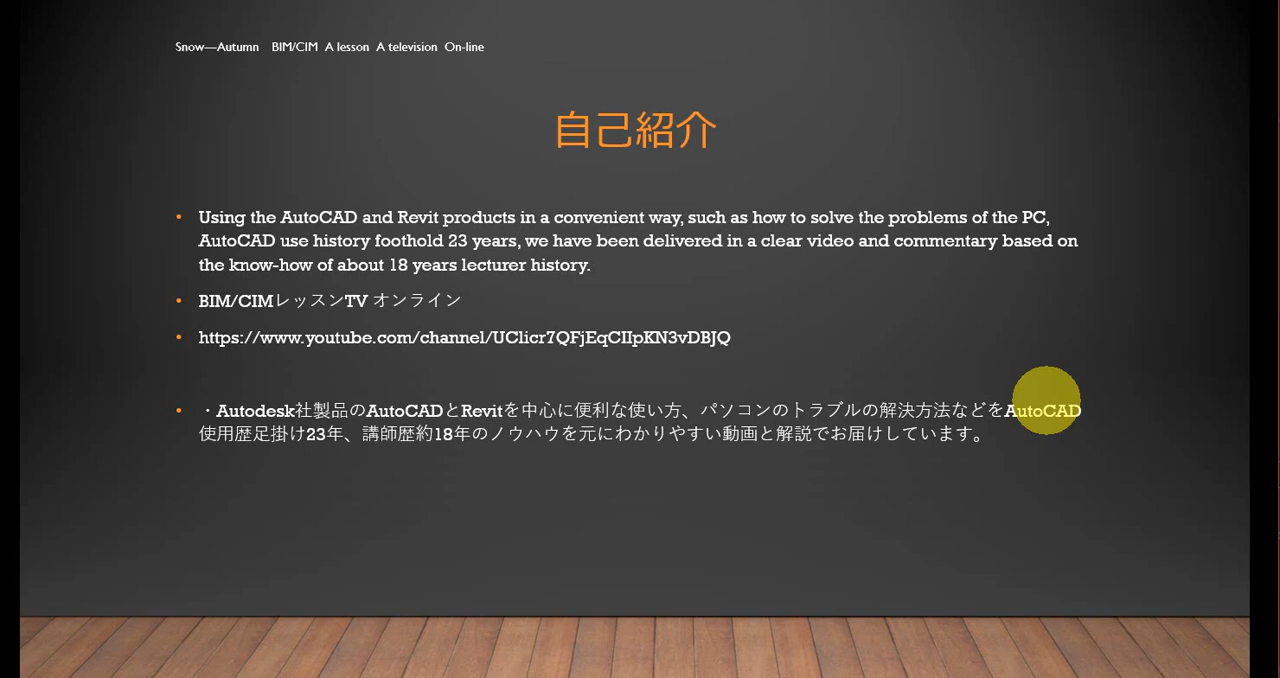 Snow—Autumn BIM/CIM A lesson A television On-line
自己紹介
• Using the AutoCAD and Revit products in a convenient way, such as how to solve the problems of the PC,
AutoCAD use history foothold 23 years, we have been delivered in a clear video and commentary based on
the know-how of about 18 years lecturer history.
• BIM/CIMレッスンTV オンライン
• https://www.youtube.com/channel/UClicr7QFjEqCIIpKN3vDBJQ
• ・Autodesk社製品のAutoCADとRevitを中心に便利な使い方、パソコンのトラブルの解決方法などをAutoCAD
使用歴足掛け23年、講師歴約18年のノウハウを元にわかりやすい動画と解説でお届けしています。